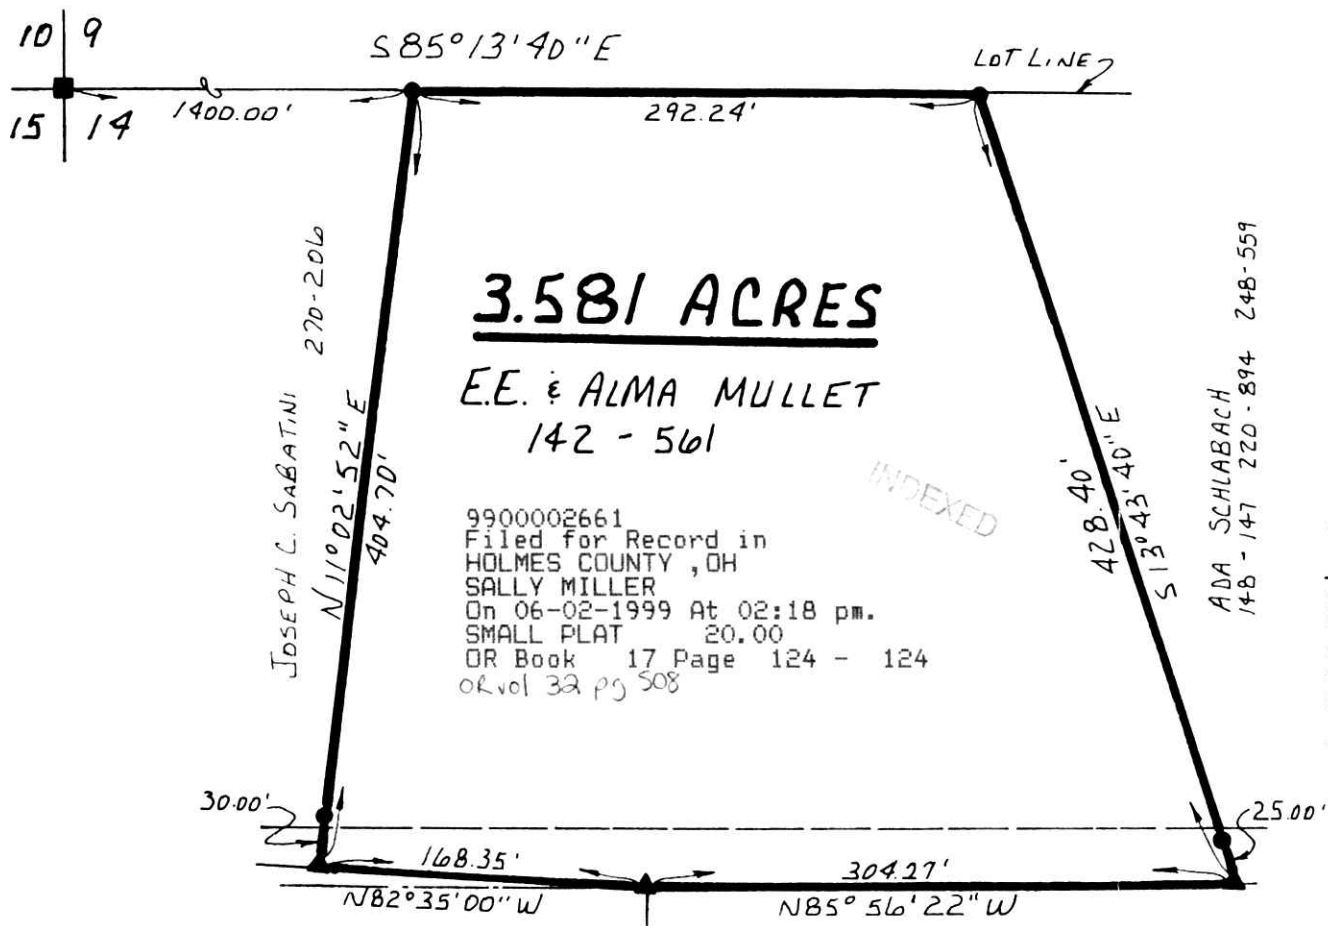 10 9
15 14
S85°13'40"E
LOT LINE
1400.00'
292.24'
JOSEPH C. SABATINI 270-206
N11°02'52"E
404.70'
3.581 ACRES
E.E. & ALMA MULLET
142 - 561
INDEXED
9900002661
Filed for Record in
HOLMES COUNTY ,OH
SALLY MILLER
On 06-02-1999 At 02:18 pm.
SMALL PLAT 20.00
OR Book 17 Page 124 - 124
OR vol 32 pg 508
428.40'
S13°43'40"E
ADA SCHLABACH
148-147 220-894 248-559
30.00'
25.00'
168.35'
304.27'
N82°35'00"W
N85°56'22"W